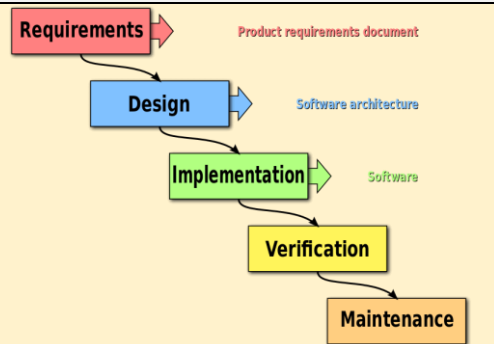 Requirements
Product requirements document
Design
Software architecture
Implementation
Software
Verification
Maintenance